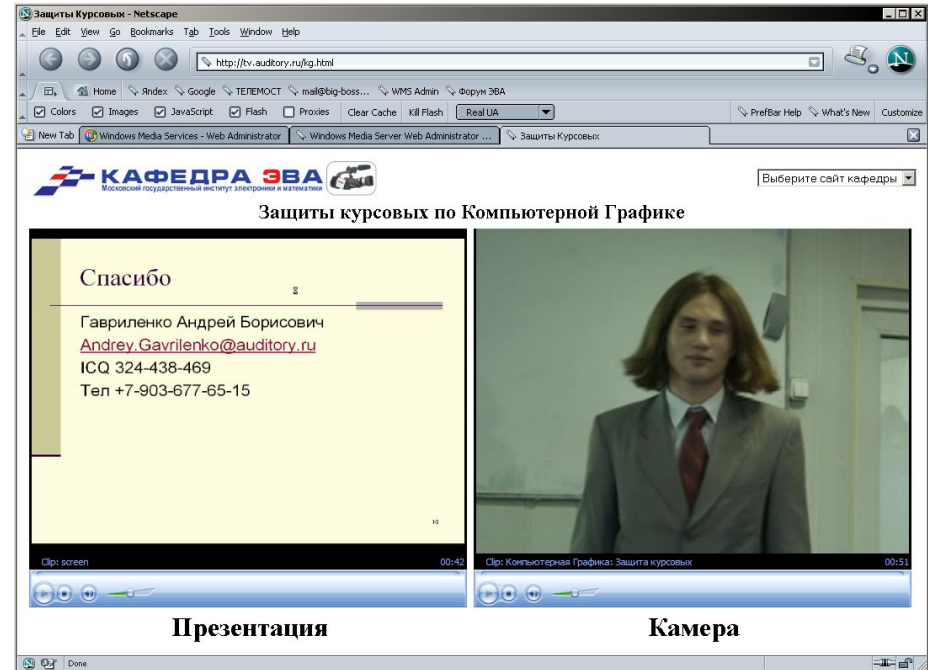 Защиты Курсовых - Netscape
File Edit View Go Bookmarks Tab Tools Window Help
http://tv.auditory.ru/kg.html
Home Яndex Google ТЕЛЕМОСТ mail@big-boss... WMS Admin Форум ЭВА
Colors Images JavaScript Flash Proxies Clear Cache Kill Flash Real UA PrefBar Help What's New Customize
New Tab Windows Media Services - Web Administrator Windows Media Server Web Administrator ... Защиты Курсовых
КАФЕДРА ЭВА
Московский государственный институт электроники и математики
Выберите сайт кафедры
Защиты курсовых по Компьютерной Графике
Спасибо
Гавриленко Андрей Борисович
Andrey.Gavrilenko@auditory.ru
ICQ 324-438-469
Тел +7-903-677-65-15
10
Clip: screen 00:42
Clip: Компьютерная Графика: Защита курсовых 00:51
Презентация
Камера
Done